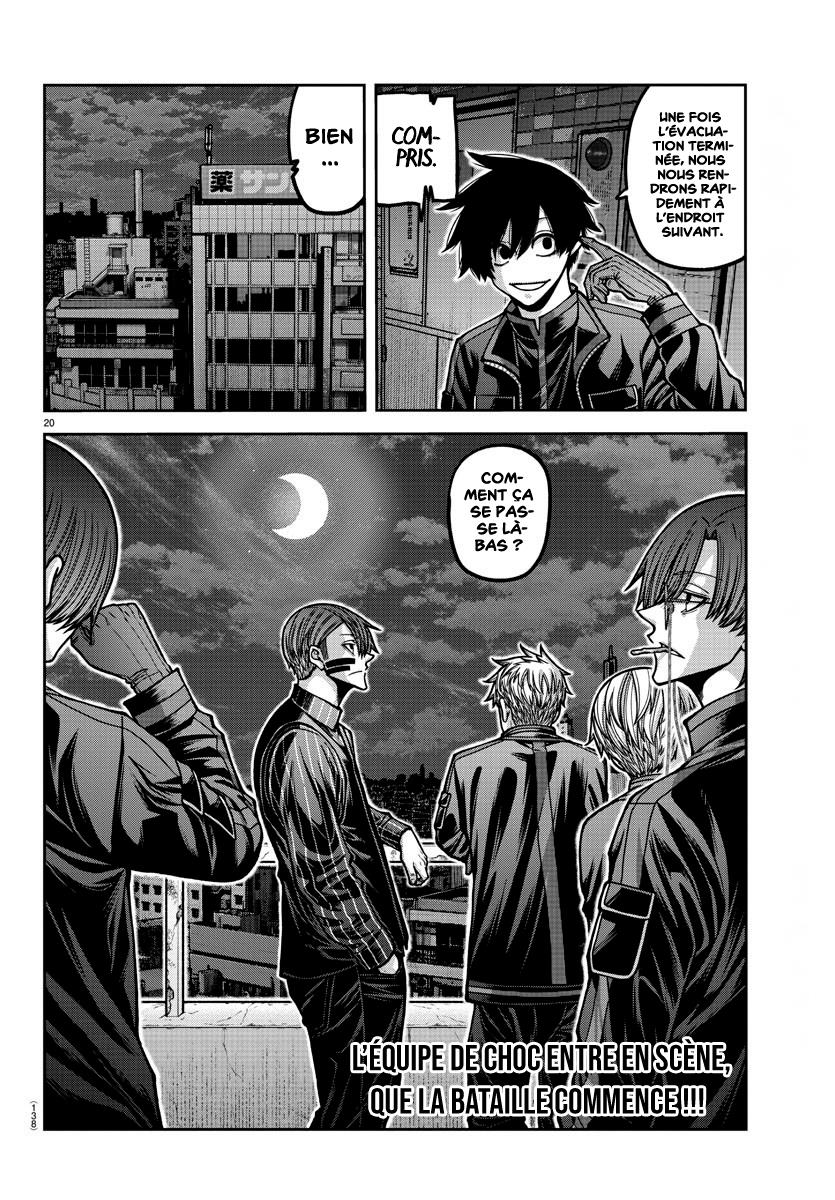 UNE FOIS
L'ÉVACUA-
TION TERMI-
NÉE, NOUS
NOUS REN-
DRONS RAPI-
DEMENT À
L'ENDROIT
SUIVANT.
COM-
PRIS.
BIEN
...
薬 サン
20
COM-
MENT ÇA
SE PAS-
SE LÀ-
BAS ?
L'ÉQUIPE DE CHOC ENTRE EN SCÈNE,
QUE LA BATAILLE COMMENCE !!!
(138)